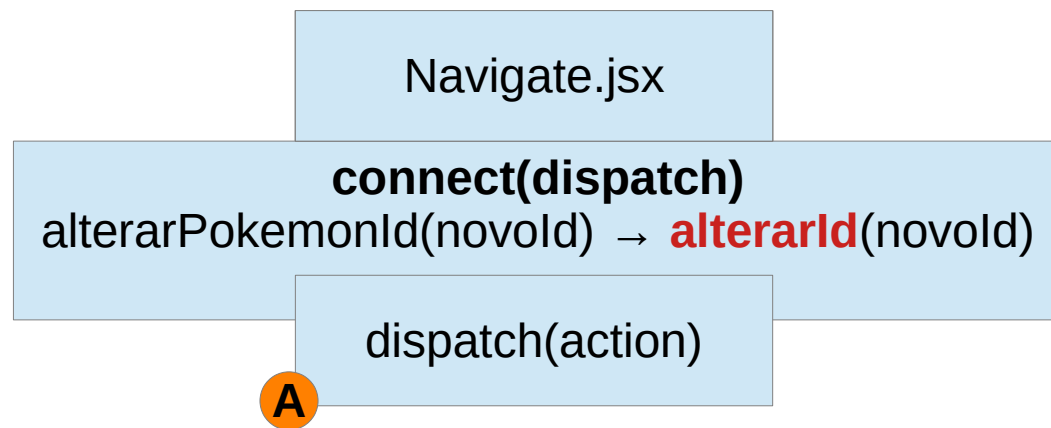 Navigate.jsx
connect(dispatch)
alterarPokemonId(novoId) → alterarId(novoId)
dispatch(action)
A